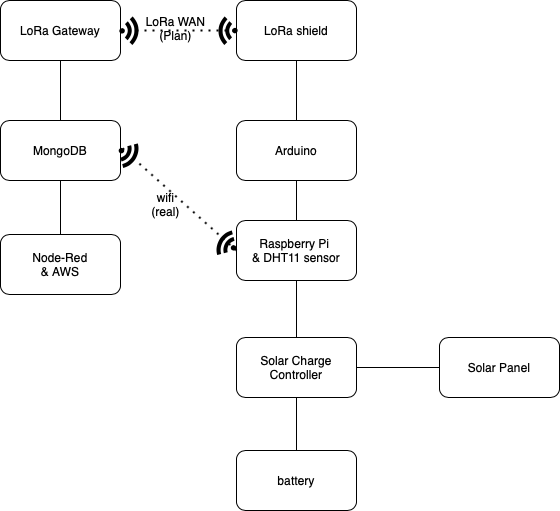 LoRa Gateway
LoRa WAN
(Plan)
LoRa shield
MongoDB
Arduino
wifi
(real)
Node-Red
& AWS
Raspberry Pi
& DHT11 sensor
Solar Charge
Controller
Solar Panel
battery